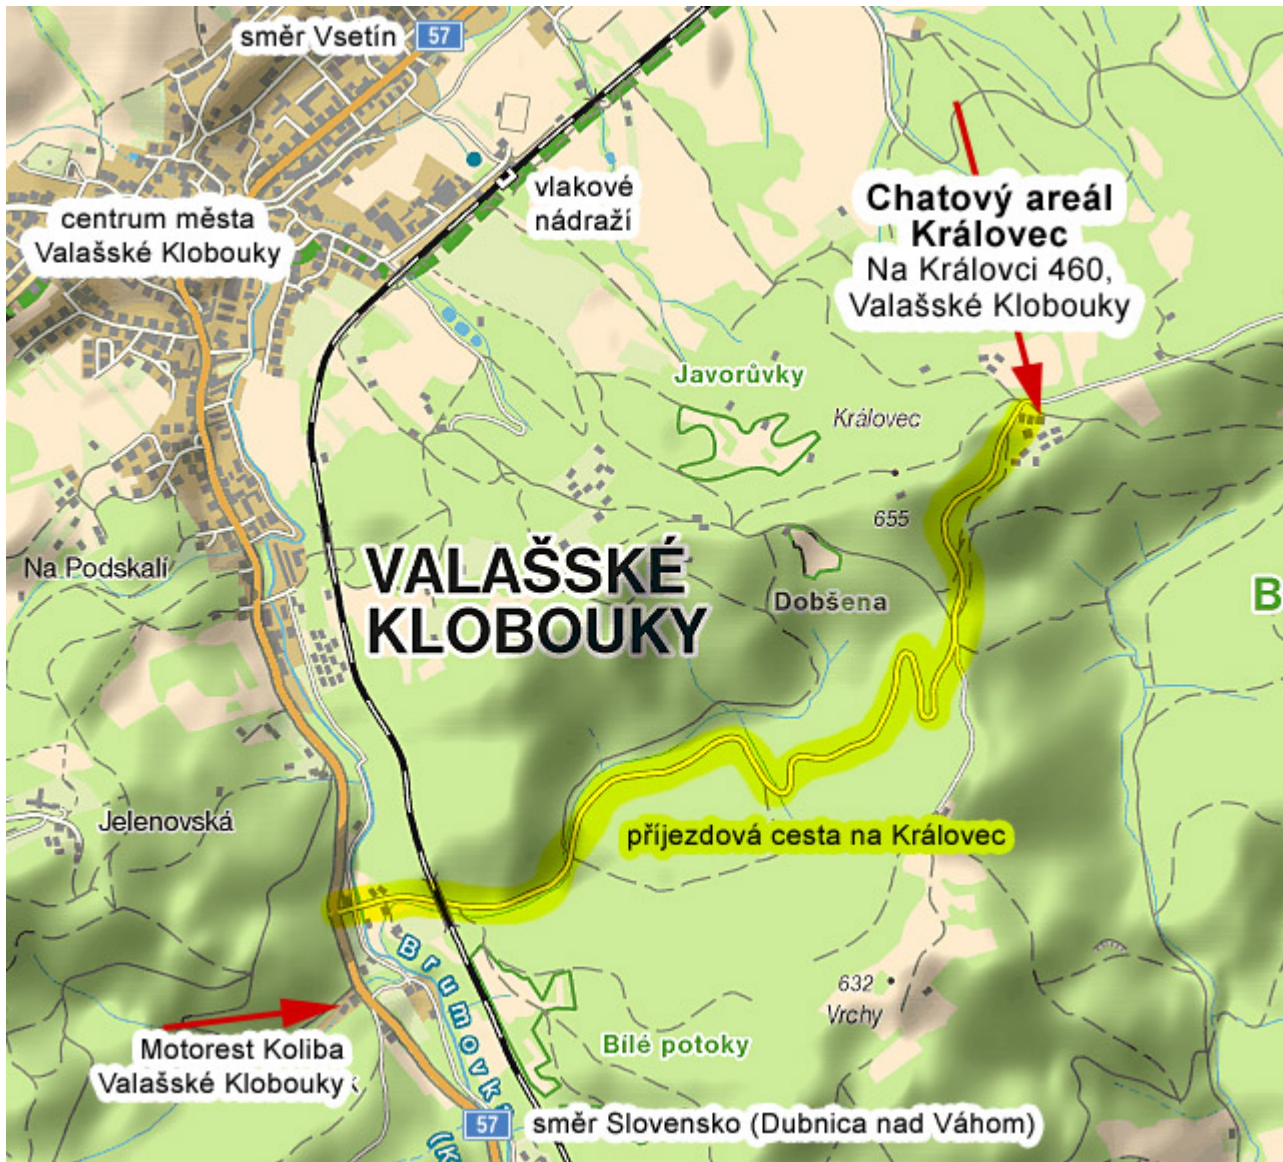 směr Vsetín 57
vlakové
nádraží
centrum města
Valašské Klobouky
Chatový areál
Královec
Na Královci 460,
Valašské Klobouky
Javorůvky
Královec
655
Na Podskalí
VALAŠSKÉ
KLOBOUKY
Dobšena
B
Jelenovská
příjezdová cesta na Královec
Brumovk
632
Vrchy
Motorest Koliba
Valašské Klobouky
Bílé potoky
57 směr Slovensko (Dubnica nad Váhom)
(k